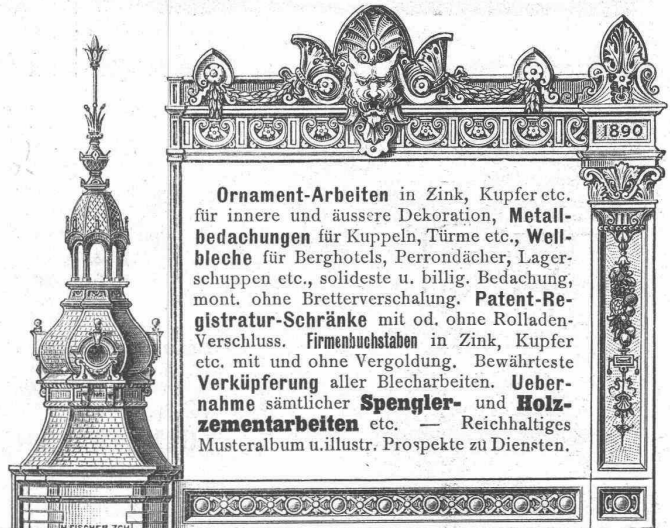 1890
Ornament-Arbeiten in Zink, Kupfer etc.
für innere und äussere Dekoration, Metall-
bedachungen für Kuppeln, Türme etc., Well-
bleche für Berghotels, Perrondächer, Lager-
schuppen etc., solideste u. billig. Bedachung,
mont. ohne Bretterverschalung. Patent-Re-
gistratur-Schränke mit od. ohne Rolladen-
Verschluss. Firmenbuchstaben in Zink, Kupfer
etc. mit und ohne Vergoldung. Bewährteste
Verküpferung aller Blecharbeiten. Ueber-
nahme sämtlicher Spengler- und Holz-
zementarbeiten etc. — Reichhaltiges
Musteralbum u. illustr. Prospekte zu Diensten.
H. FISCHER ZCH